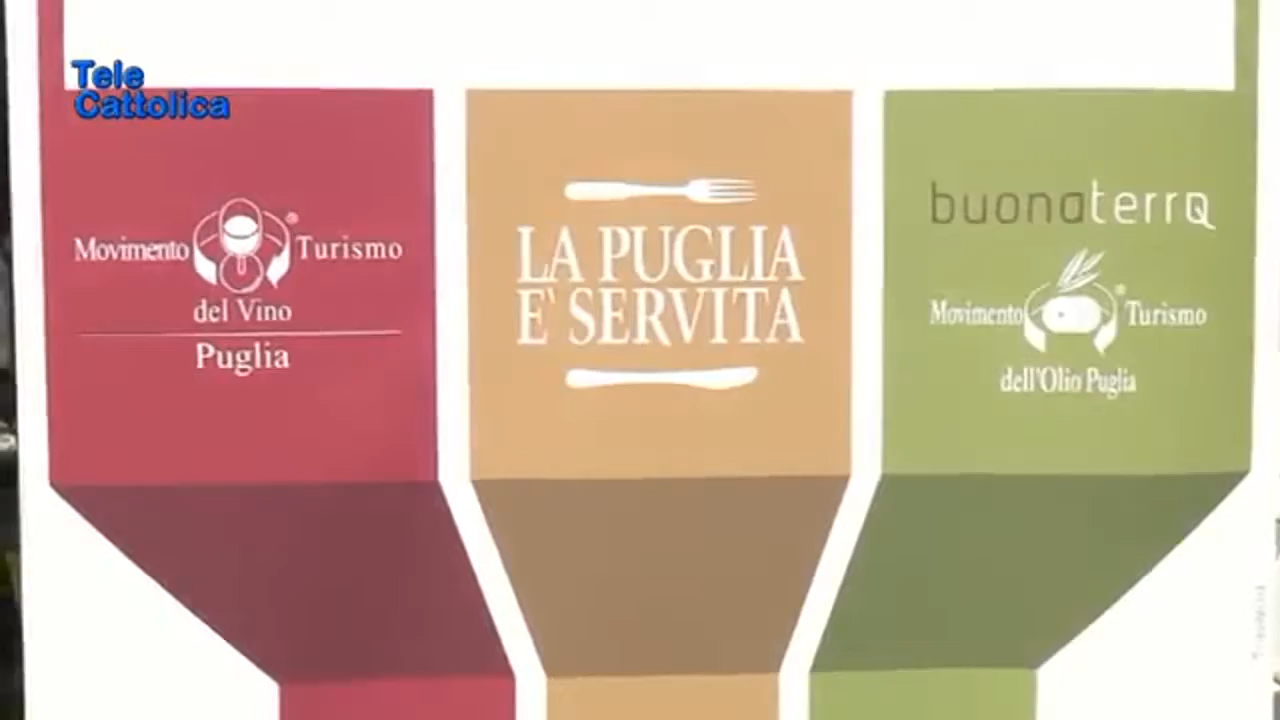 Tele
Cattolica
Movimento Turismo
del Vino
Puglia
LA PUGLIA
E' SERVITA
buonaterra
Movimento Turismo
dell'Olio Puglia